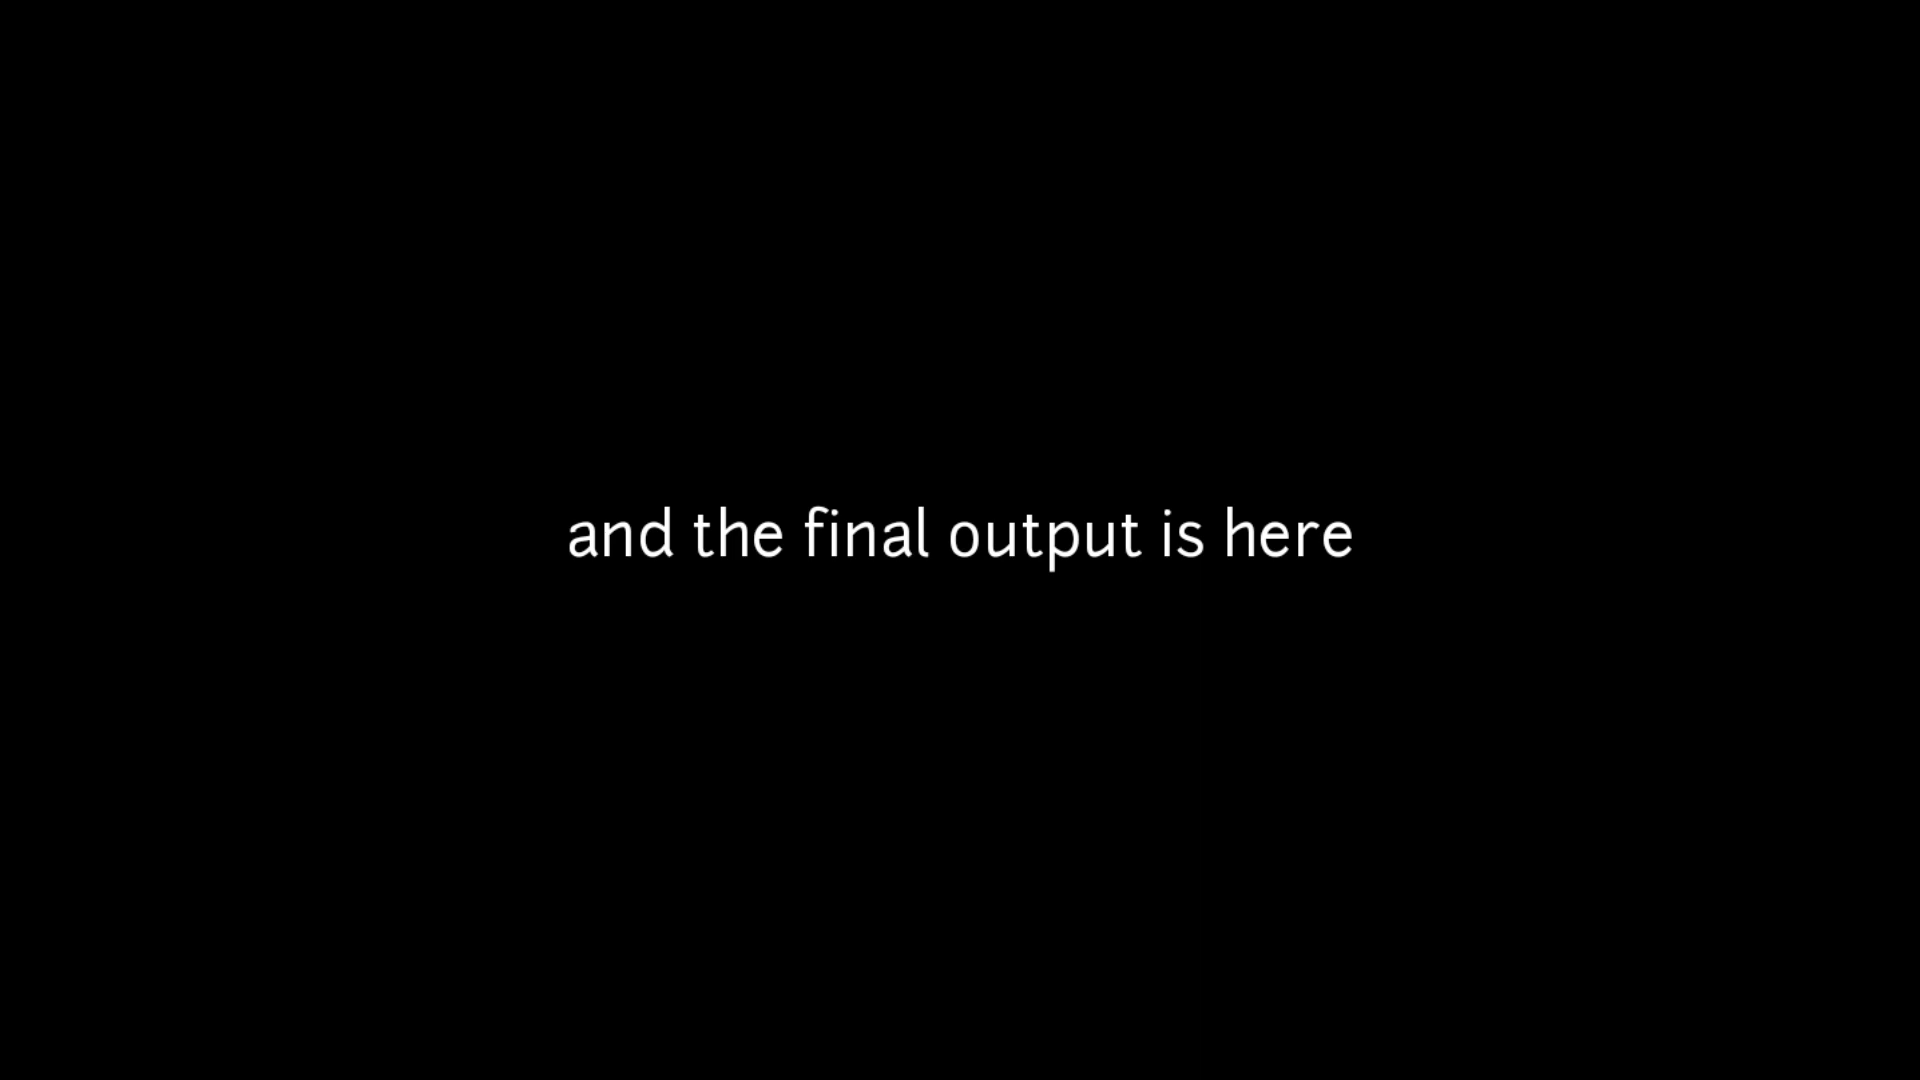 and the final output is here